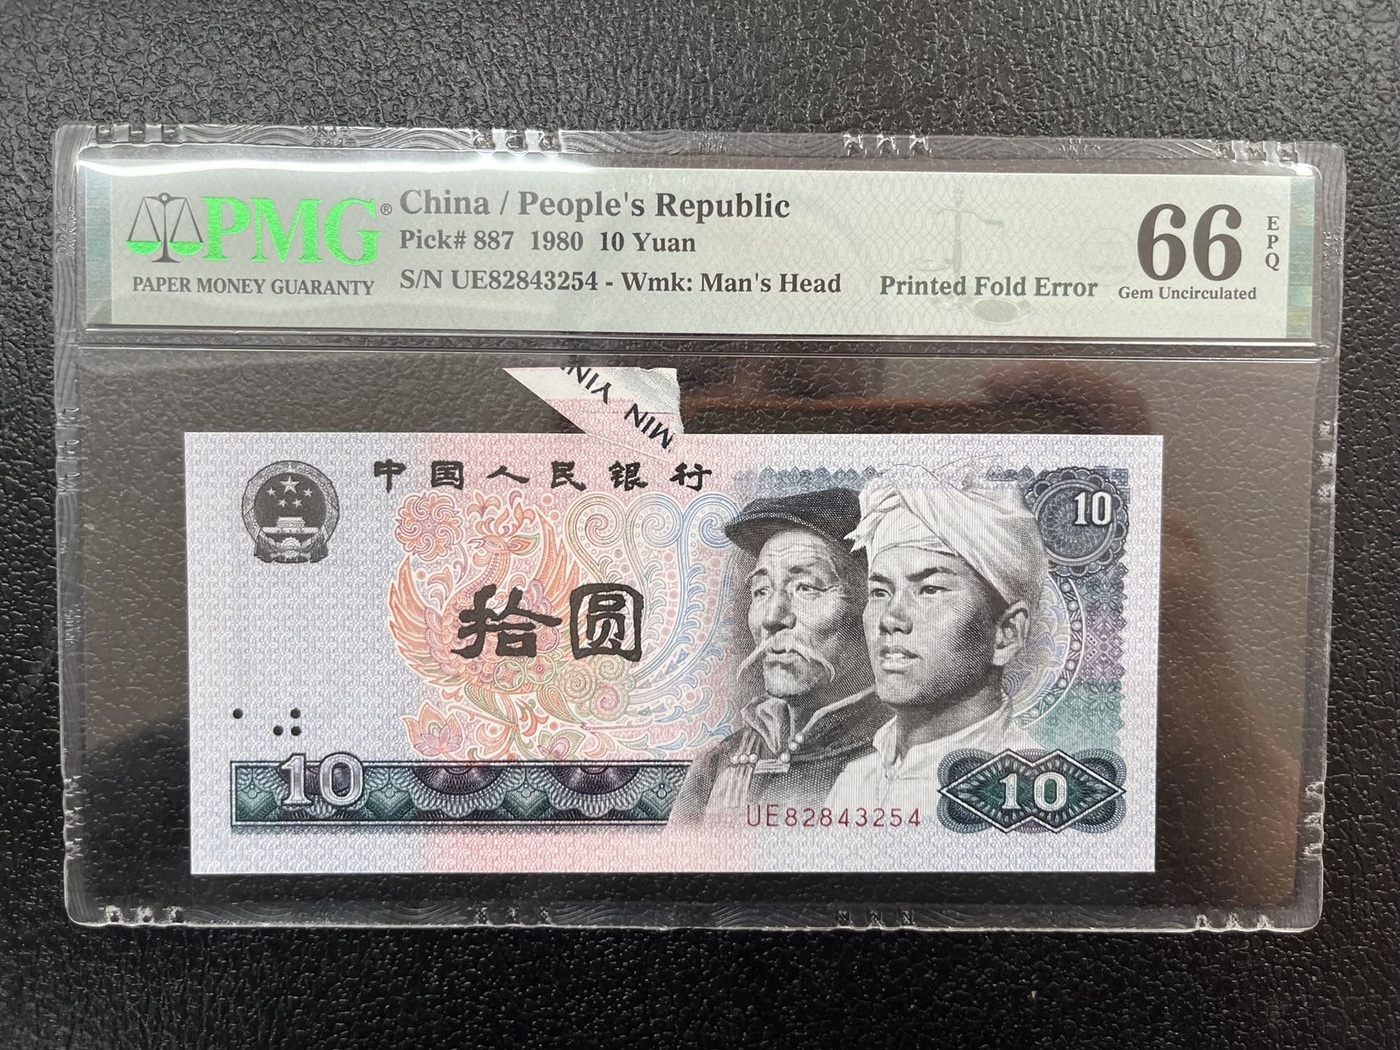 PMG®
PAPER MONEY GUARANTY
China / People's Republic
Pick# 887 1980 10 Yuan
S/N UE82843254 - Wmk: Man's Head
Printed Fold Error
66
EPQ
Gem Uncirculated
YIN
MIN
中国人民银行
10
拾圆
10
UE82843254
10